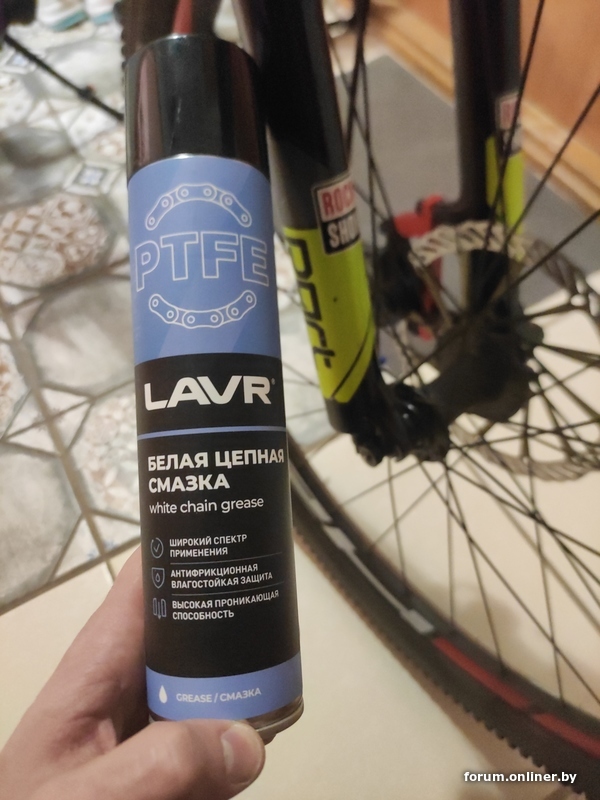 PTFE
LAVR®
БЕЛАЯ ЦЕПНАЯ
СМАЗКА
white chain grease
ШИРОКИЙ СПЕКТР
ПРИМЕНЕНИЯ
АНТИФРИКЦИОННАЯ
ВЛАГОСТОЙКАЯ ЗАЩИТА
ВЫСОКАЯ ПРОНИКАЮЩАЯ
СПОСОБНОСТЬ
GREASE / СМАЗКА
ROCK
SHOX
forum.onliner.by